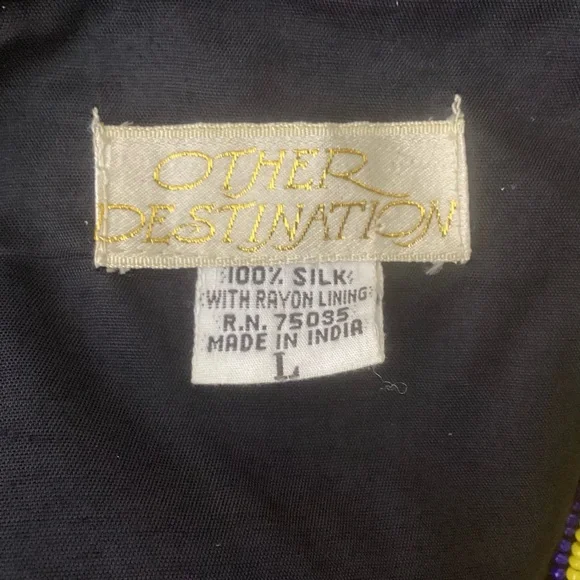 OTHER
DESTINATION
100% SILK
WITH RAYON LINING
R.N. 75035
MADE IN INDIA
L